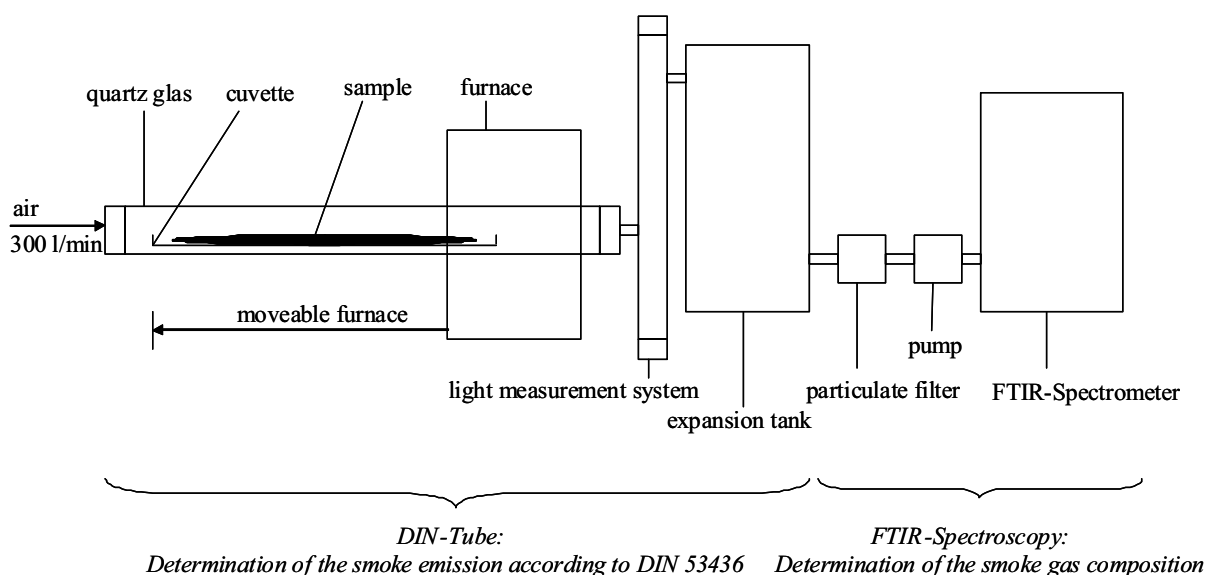 quartz glas
cuvette
sample
furnace
air
300 l/min
moveable furnace
light measurement system
expansion tank
particulate filter
pump
FTIR-Spectrometer
DIN-Tube:
Determination of the smoke emission according to DIN 53436
FTIR-Spectroscopy:
Determination of the smoke gas composition